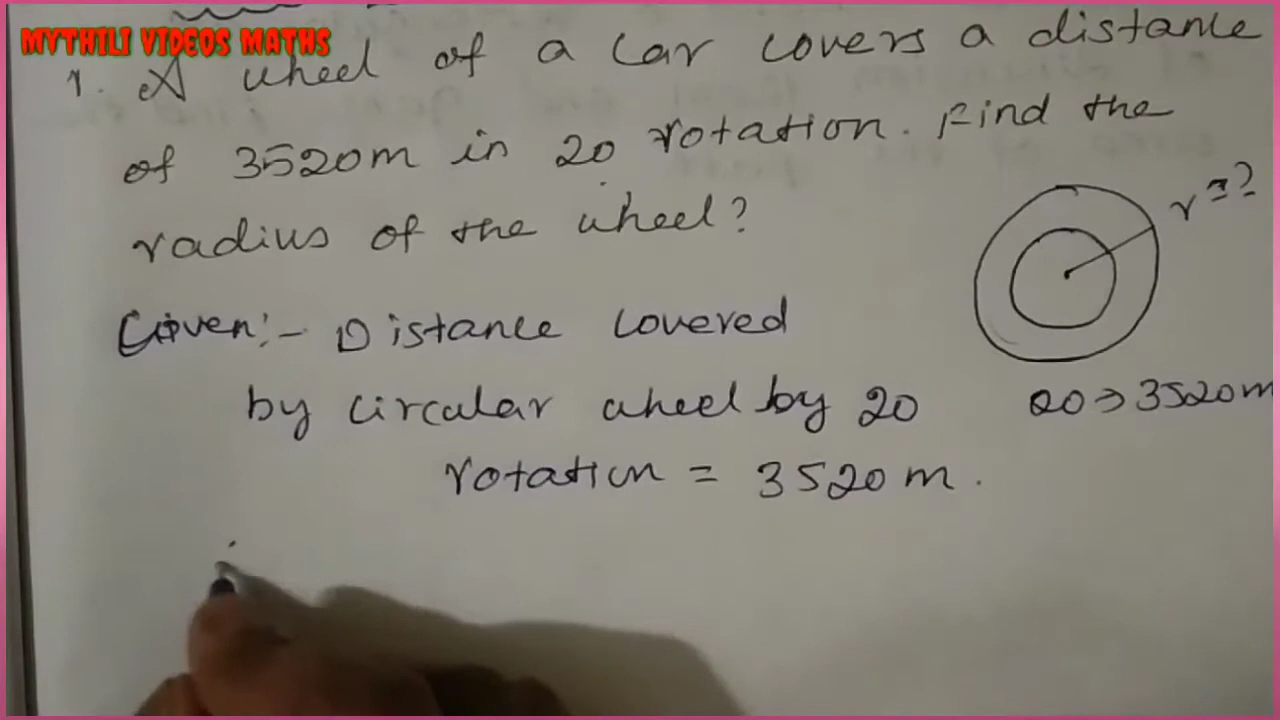 MYTHILI VIDEOS MATHS
1. A wheel of a car covers a distance
of 3520m in 20 rotation. Find the
radius of the wheel?
r = ?
Given:- Distance covered
by circular wheel by 20
20 → 3520m
rotation = 3520 m.